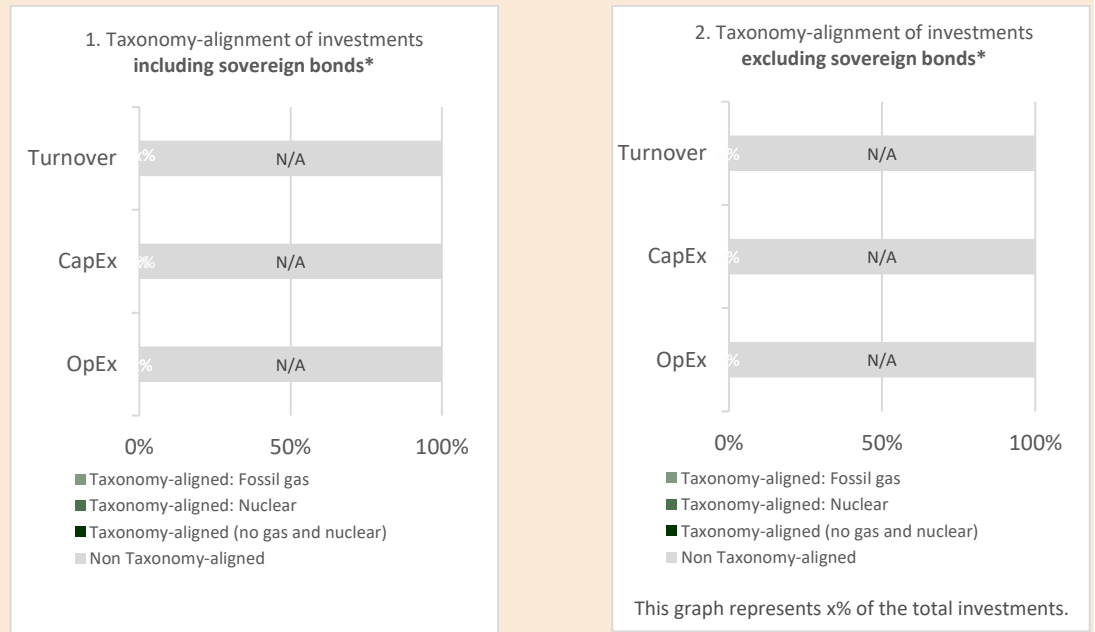 1. Taxonomy-alignment of investments
including sovereign bonds*
Turnover
x%
N/A
CapEx
%%
N/A
OpEx
%
N/A
0%
50%
100%
Taxonomy-aligned: Fossil gas
Taxonomy-aligned: Nuclear
Taxonomy-aligned (no gas and nuclear)
Non Taxonomy-aligned
2. Taxonomy-alignment of investments
excluding sovereign bonds*
Turnover
%
N/A
CapEx
%
N/A
OpEx
%
N/A
0%
50%
100%
Taxonomy-aligned: Fossil gas
Taxonomy-aligned: Nuclear
Taxonomy-aligned (no gas and nuclear)
Non Taxonomy-aligned
This graph represents x% of the total investments.